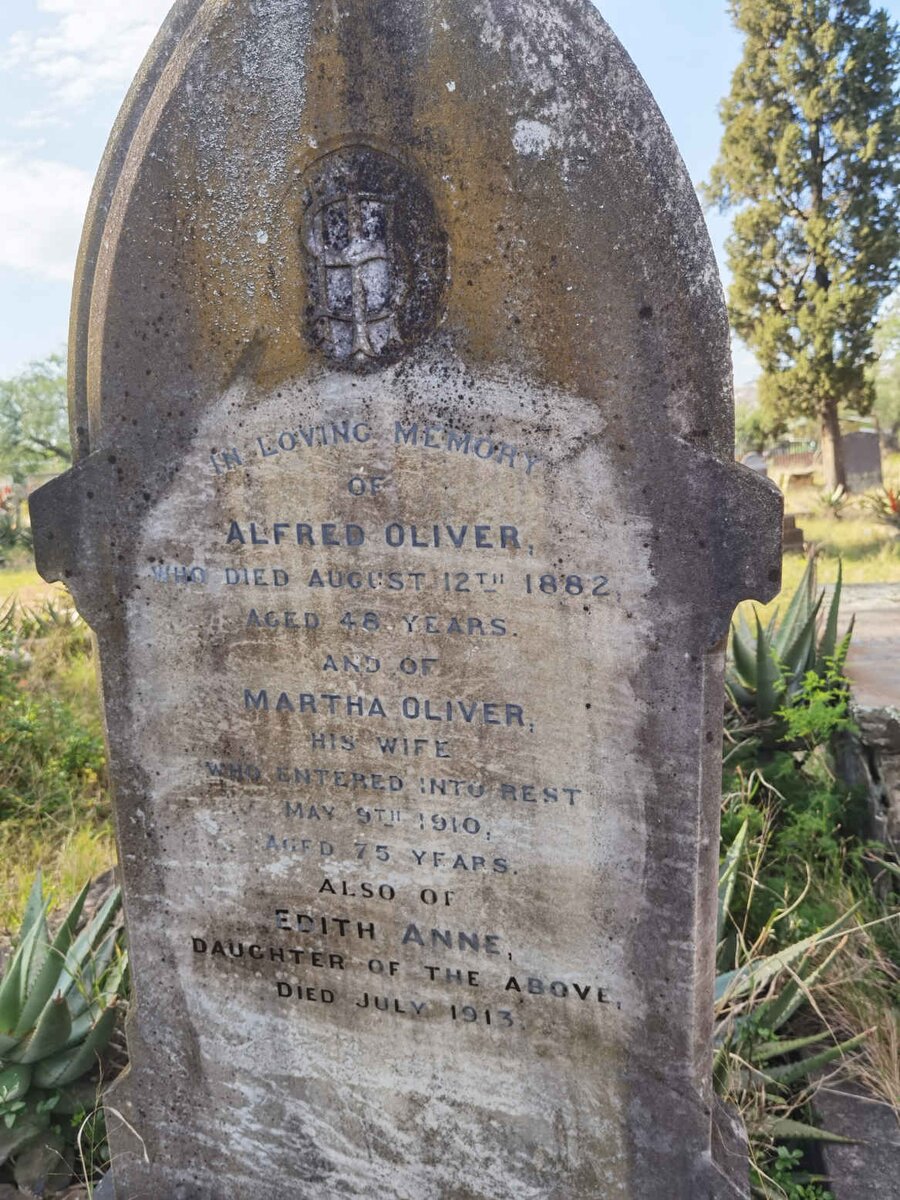 IN LOVING MEMORY
OF
ALFRED OLIVER,
WHO DIED AUGUST 12TH 1882,
AGED 48 YEARS.
AND OF
MARTHA OLIVER,
HIS WIFE
WHO ENTERED INTO REST
MAY 9TH 1910,
AGED 75 YEARS.
ALSO OF
EDITH ANNE,
DAUGHTER OF THE ABOVE,
DIED JULY 1913.